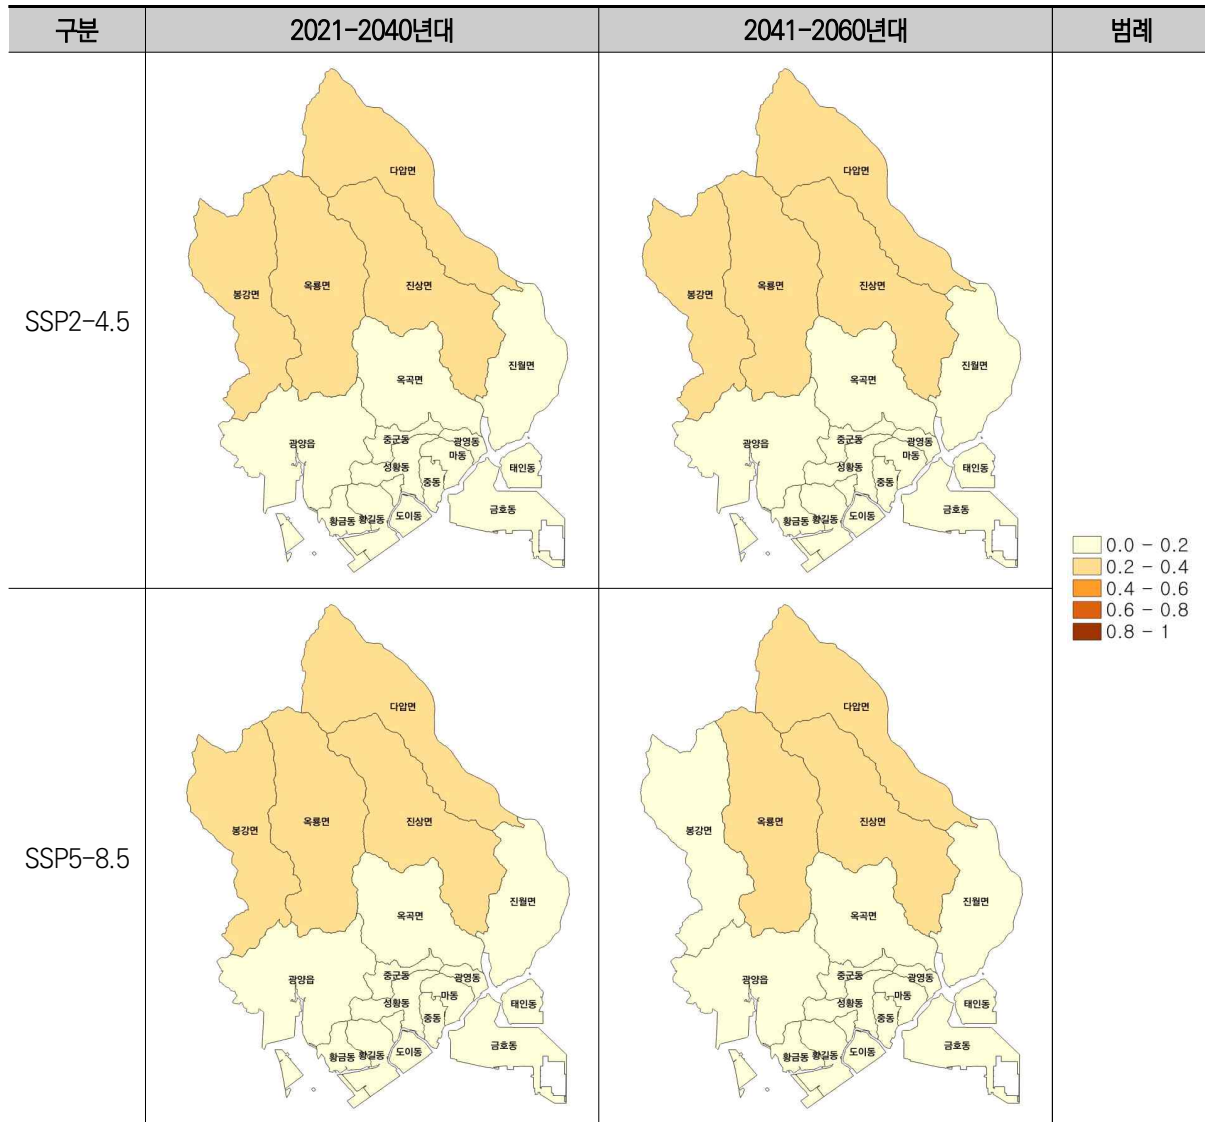 구분 2021-2040년대 2041-2060년대 범례
SSP2-4.5
다압면
봉강면
옥룡면
진상면
진월면
옥곡면
광양읍
중군동
광영동
마동
성황동
중동
태인동
황금동
황길동
도이동
금호동
다압면
봉강면
옥룡면
진상면
진월면
옥곡면
광양읍
중군동
광영동
마동
성황동
중동
태인동
황금동
황길동
도이동
금호동
0.0 - 0.2
0.2 - 0.4
0.4 - 0.6
0.6 - 0.8
0.8 - 1
SSP5-8.5
다압면
봉강면
옥룡면
진상면
진월면
옥곡면
광양읍
중군동
광영동
마동
성황동
중동
태인동
황금동
황길동
도이동
금호동
다압면
봉강면
옥룡면
진상면
진월면
옥곡면
광양읍
중군동
광영동
마동
성황동
중동
태인동
황금동
황길동
도이동
금호동